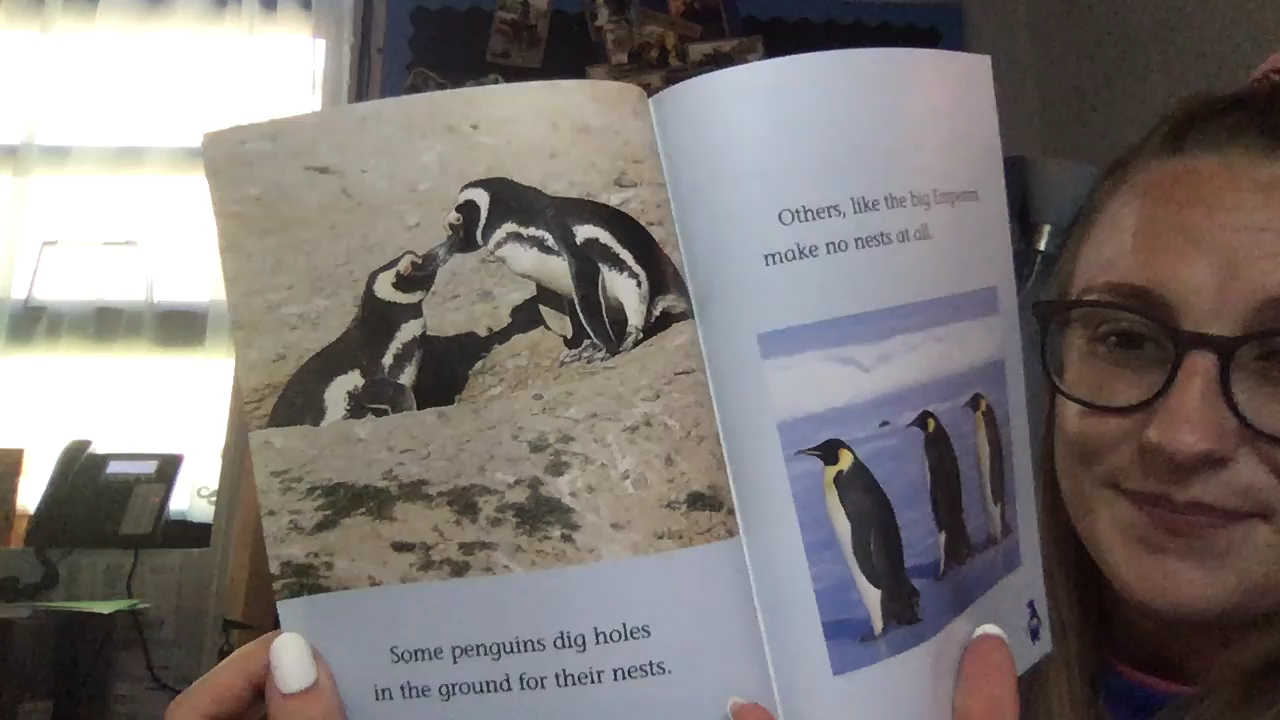 Some penguins dig holes
in the ground for their nests.
Others, like the big Emperor,
make no nests at all.